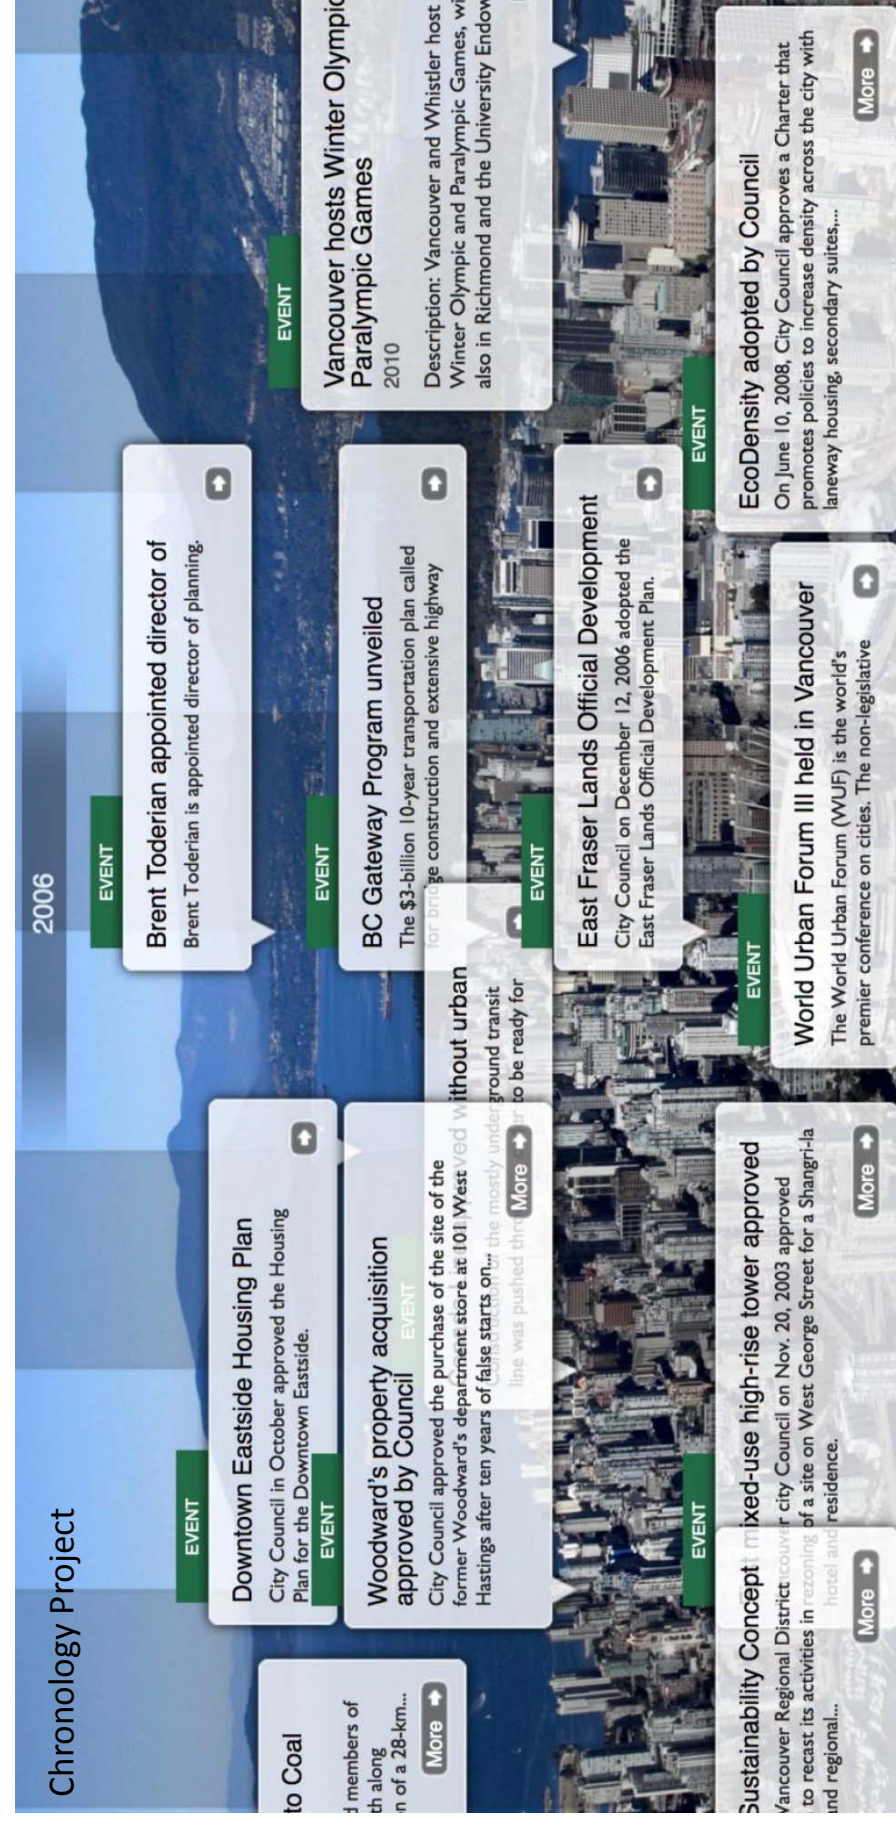 Chronology Project
2006
EVENT
Brent Toderian appointed director of
Brent Toderian is appointed director of planning.
EVENT
Downtown Eastside Housing Plan
City Council in October approved the Housing
Plan for the Downtown Eastside.
EVENT
Vancouver hosts Winter Olympic
Paralympic Games
2010
Description: Vancouver and Whistler host
Winter Olympic and Paralympic Games, wi
also in Richmond and the University Endow
to Coal
d members of
th along
n of a 28-km...
More
EVENT
Woodward's property acquisition
approved by Council
City Council approved the purchase of the site of the
former Woodward's department store at 101 West
Hastings after ten years of false starts on...
More
EVENT
ved without urban
Construction of the mostly underground transit
line was pushed thro er to be ready for
EVENT
BC Gateway Program unveiled
The $3-billion 10-year transportation plan called
for bridge construction and extensive highway
EVENT
East Fraser Lands Official Development
City Council on December 12, 2006 adopted the
East Fraser Lands Official Development Plan.
Sustainability Concept
Vancouver Regional District
to recast its activities in
and regional...
More
EVENT
t mixed-use high-rise tower approved
couver city Council on Nov. 20, 2003 approved
rezoning of a site on West George Street for a Shangri-la
hotel and residence.
More
EVENT
World Urban Forum III held in Vancouver
The World Urban Forum (WUF) is the world's
premier conference on cities. The non-legislative
EVENT
EcoDensity adopted by Council
On June 10, 2008, City Council approves a Charter that
promotes policies to increase density across the city with
laneway housing, secondary suites,...
More